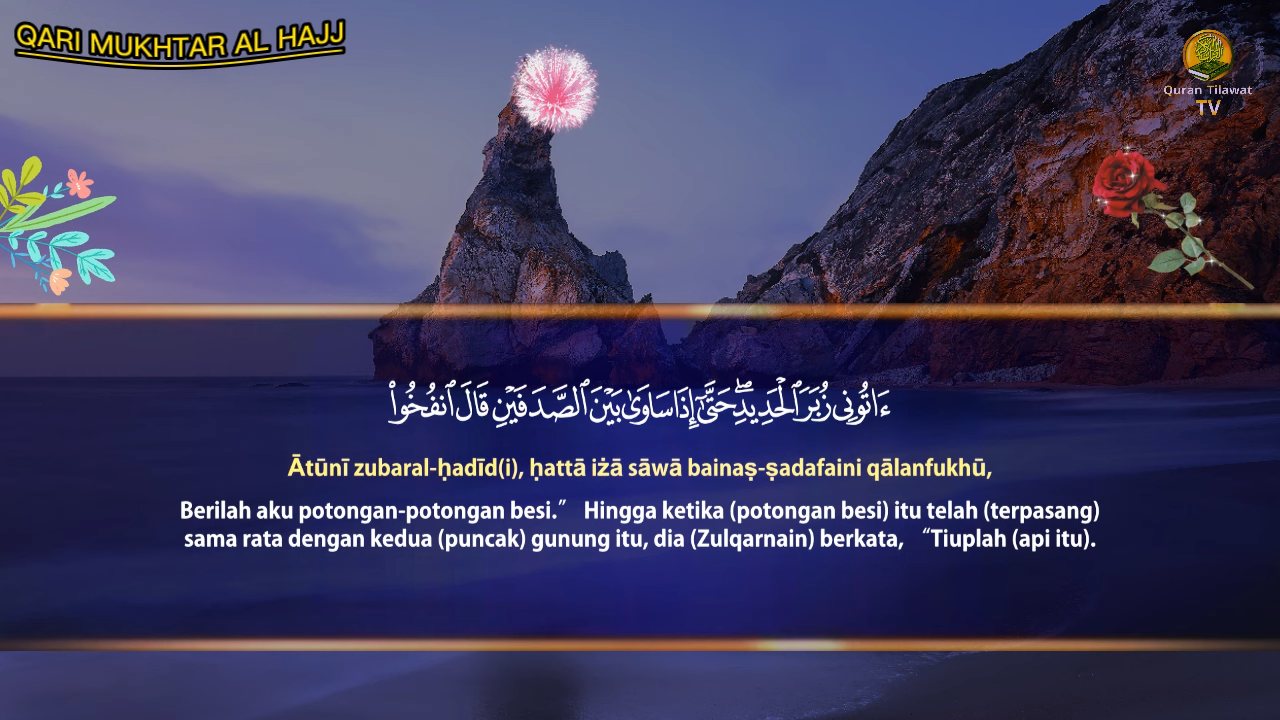 QARI MUKHTAR AL HAJJ
Quran Tilawat
TV
ءَاتُونِي زُبَرَ ٱلْحَدِيدِۖ حَتَّىٰٓ إِذَا سَاوَىٰ بَيْنَ ٱلصَّدَفَيْنِ قَالَ ٱنفُخُوا۟
Ātūnī zubaral-ḥadīd(i), ḥattā iżā sāwā bainaṣ-ṣadafaini qālanfukhū,
Berilah aku potongan-potongan besi.” Hingga ketika (potongan besi) itu telah (terpasang)
sama rata dengan kedua (puncak) gunung itu, dia (Zulqarnain) berkata, “Tiuplah (api itu).